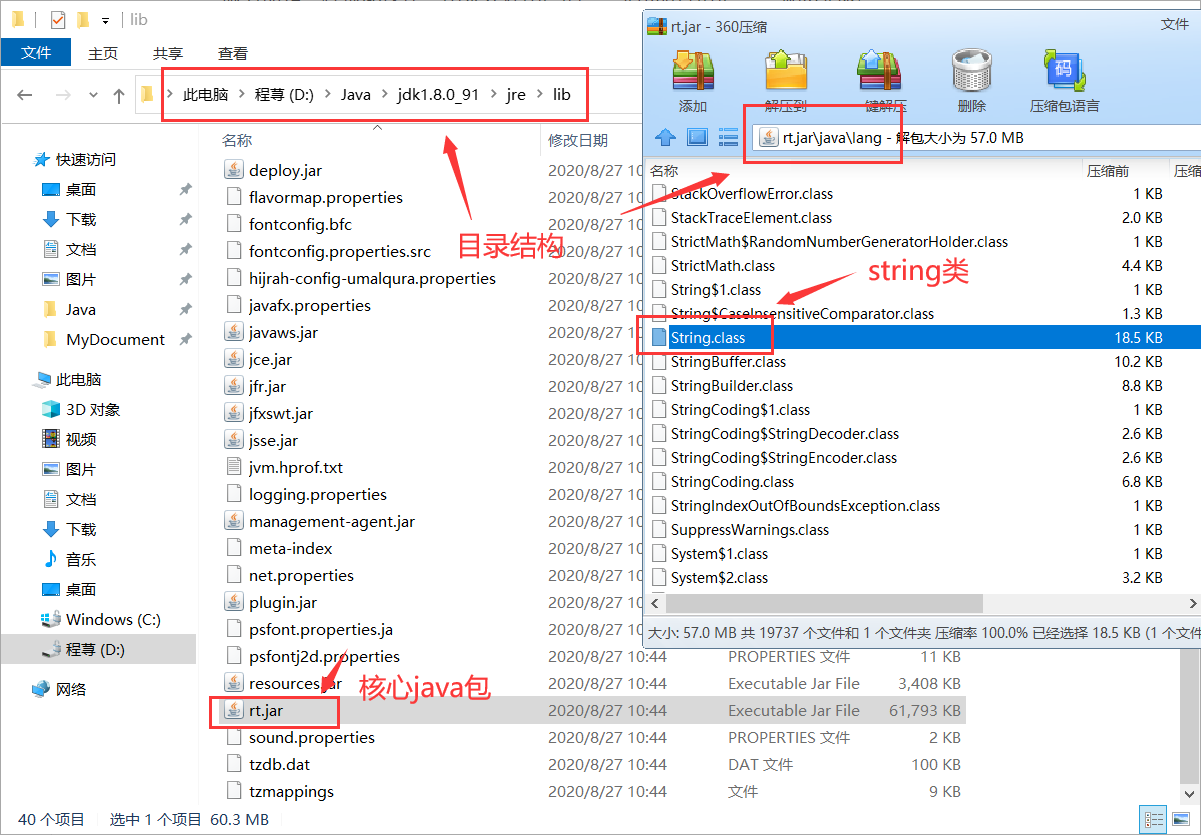 lib
文件 主页 共享 查看
此电脑 程荨 (D:) Java jdk1.8.0_91 jre lib
名称 修改日期
快速访问
桌面
下载
文档
图片
Java
MyDocument
此电脑
3D 对象
视频
图片
文档
下载
音乐
桌面
Windows (C:)
程荨 (D:)
网络
deploy.jar 2020/8/27 10
flavormap.properties 2020/8/27 10
fontconfig.bfc 2020/8/27 10
fontconfig.properties.src 2020/8/27 10
hijrah-config-umalqura.properties 2020/8/27 10
javafx.properties 2020/8/27 10
javaws.jar 2020/8/27 10
jce.jar 2020/8/27 10
jfr.jar 2020/8/27 10
jfxswt.jar 2020/8/27 10
jsse.jar 2020/8/27 10
jvm.hprof.txt 2020/8/27 10
logging.properties 2020/8/27 10
management-agent.jar 2020/8/27 10
meta-index 2020/8/27 10
net.properties 2020/8/27 10
plugin.jar 2020/8/27 10
psfont.properties.ja 2020/8/27 10
psfontj2d.properties 2020/8/27 10:44 PROPERTIES 文件 11 KB
resources.jar 2020/8/27 10:44 Executable Jar File 3,408 KB
rt.jar 2020/8/27 10:44 Executable Jar File 61,793 KB
sound.properties 2020/8/27 10:44 PROPERTIES 文件 2 KB
tzdb.dat 2020/8/27 10:44 DAT 文件 100 KB
tzmappings 2020/8/27 10:44 文件 9 KB
40 个项目 选中 1 个项目 60.3 MB
目录结构
核心java包
rt.jar - 360压缩 文件
添加 解压到 键解压 删除 压缩包语言
码
rt.jar\java\lang - 解包大小为 57.0 MB
名称 压缩前 压缩
StackOverflowError.class 1 KB
StackTraceElement.class 2.0 KB
StrictMath$RandomNumberGeneratorHolder.class 1 KB
StrictMath.class 4.4 KB
String$1.class 1 KB
String$CaseInsensitiveComparator.class 1.3 KB
String.class 18.5 KB
StringBuffer.class 10.2 KB
StringBuilder.class 8.8 KB
StringCoding$1.class 1 KB
StringCoding$StringDecoder.class 2.6 KB
StringCoding$StringEncoder.class 2.6 KB
StringCoding.class 6.8 KB
StringIndexOutOfBoundsException.class 1 KB
SuppressWarnings.class 1 KB
System$1.class 1 KB
System$2.class 3.2 KB
大小: 57.0 MB 共 19737 个文件和 1 个文件夹 压缩率 100.0% 已经选择 18.5 KB (1 个文件
string类